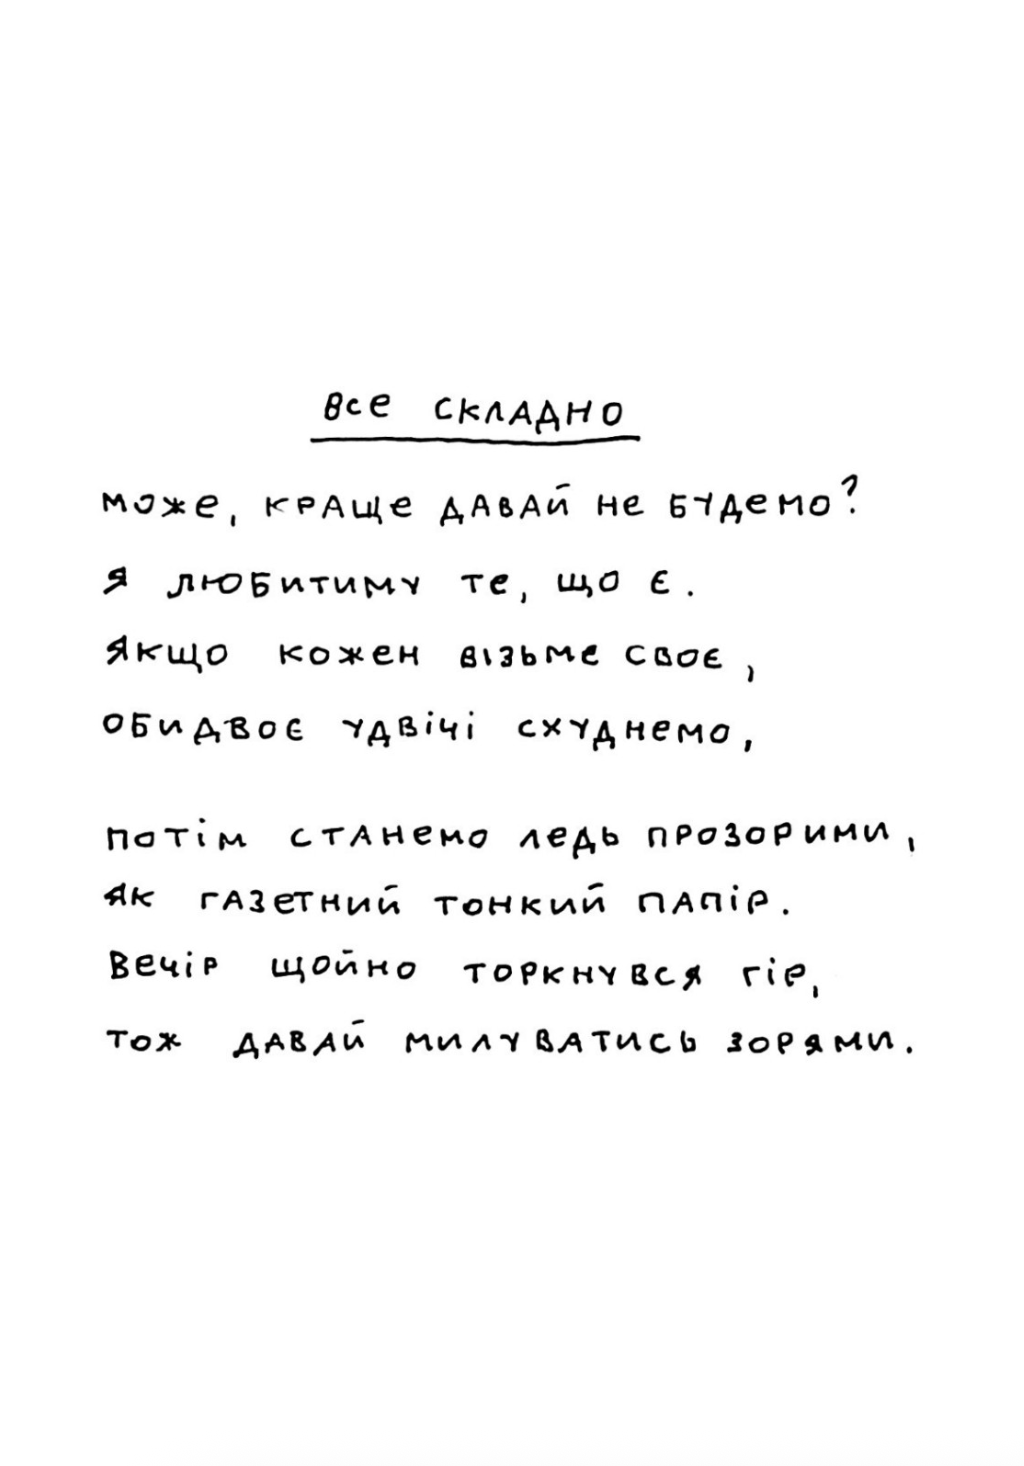 Все складно
Може, краще давай не будемо?
Я любитиму те, що є.
Якщо кожен візьме своє,
обидвоє удвічі схуднемо,
потім станемо ледь прозорими,
як газетний тонкий папір.
Вечір щойно торкнувся гір,
тож давай милуватись зорями.